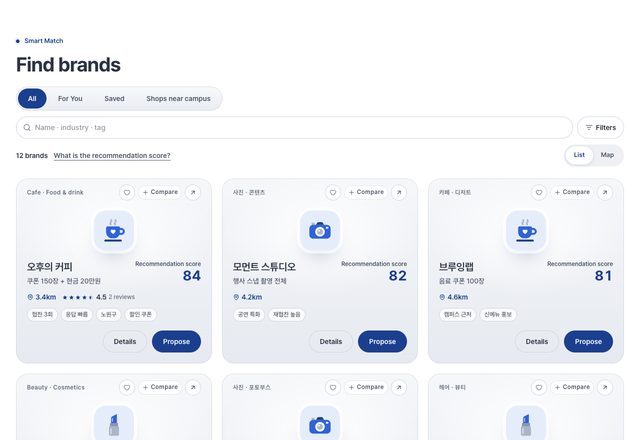 Smart Match
Find brands
All For You Saved Shops near campus
Name · industry · tag
Filters
12 brands What is the recommendation score?
List Map
Cafe · Food & drink
Compare
오후의 커피
쿠폰 150장 + 현금 20만원
Recommendation score
84
3.4km 4.5 2 reviews
협찬 3회 응답 빠름 노원구 할인 쿠폰
Details Propose
사진 · 콘텐츠
Compare
모먼트 스튜디오
행사 스냅 촬영 전체
Recommendation score
82
4.2km
공연 특화 재협찬 높음
Details Propose
카페 · 디저트
Compare
브루잉랩
음료 쿠폰 100장
Recommendation score
81
4.6km
캠퍼스 근처 신메뉴 홍보
Details Propose
Beauty · Cosmetics
Compare
사진 · 포토부스
Compare
헤어 · 뷰티
Compare